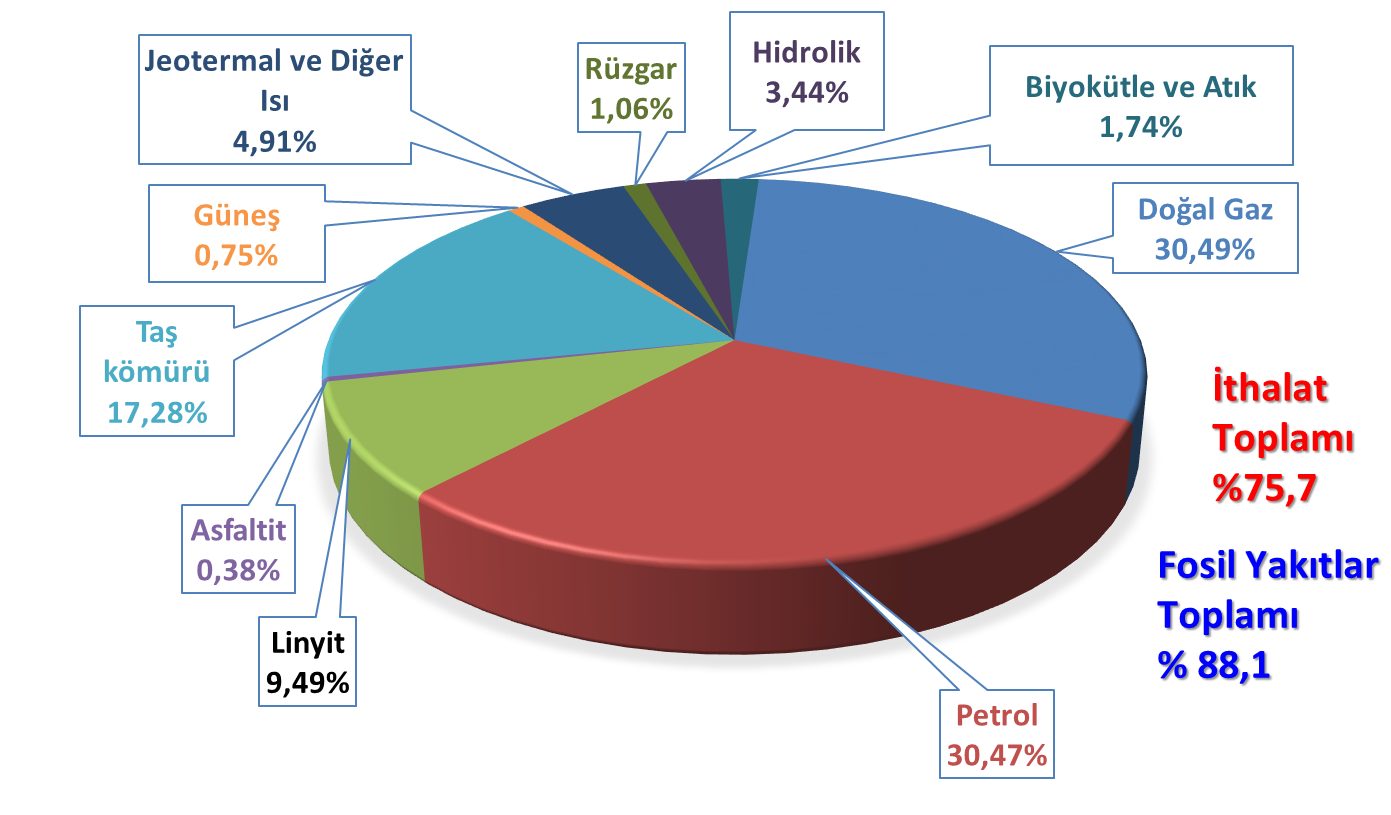 Jeotermal ve Diğer
Isı
4,91%
Rüzgar
1,06%
Hidrolik
3,44%
Biyokütle ve Atık
1,74%
Güneş
0,75%
Doğal Gaz
30,49%
Taş
kömürü
17,28%
İthalat
Toplamı
%75,7
Asfaltit
0,38%
Fosil Yakıtlar
Toplamı
% 88,1
Linyit
9,49%
Petrol
30,47%